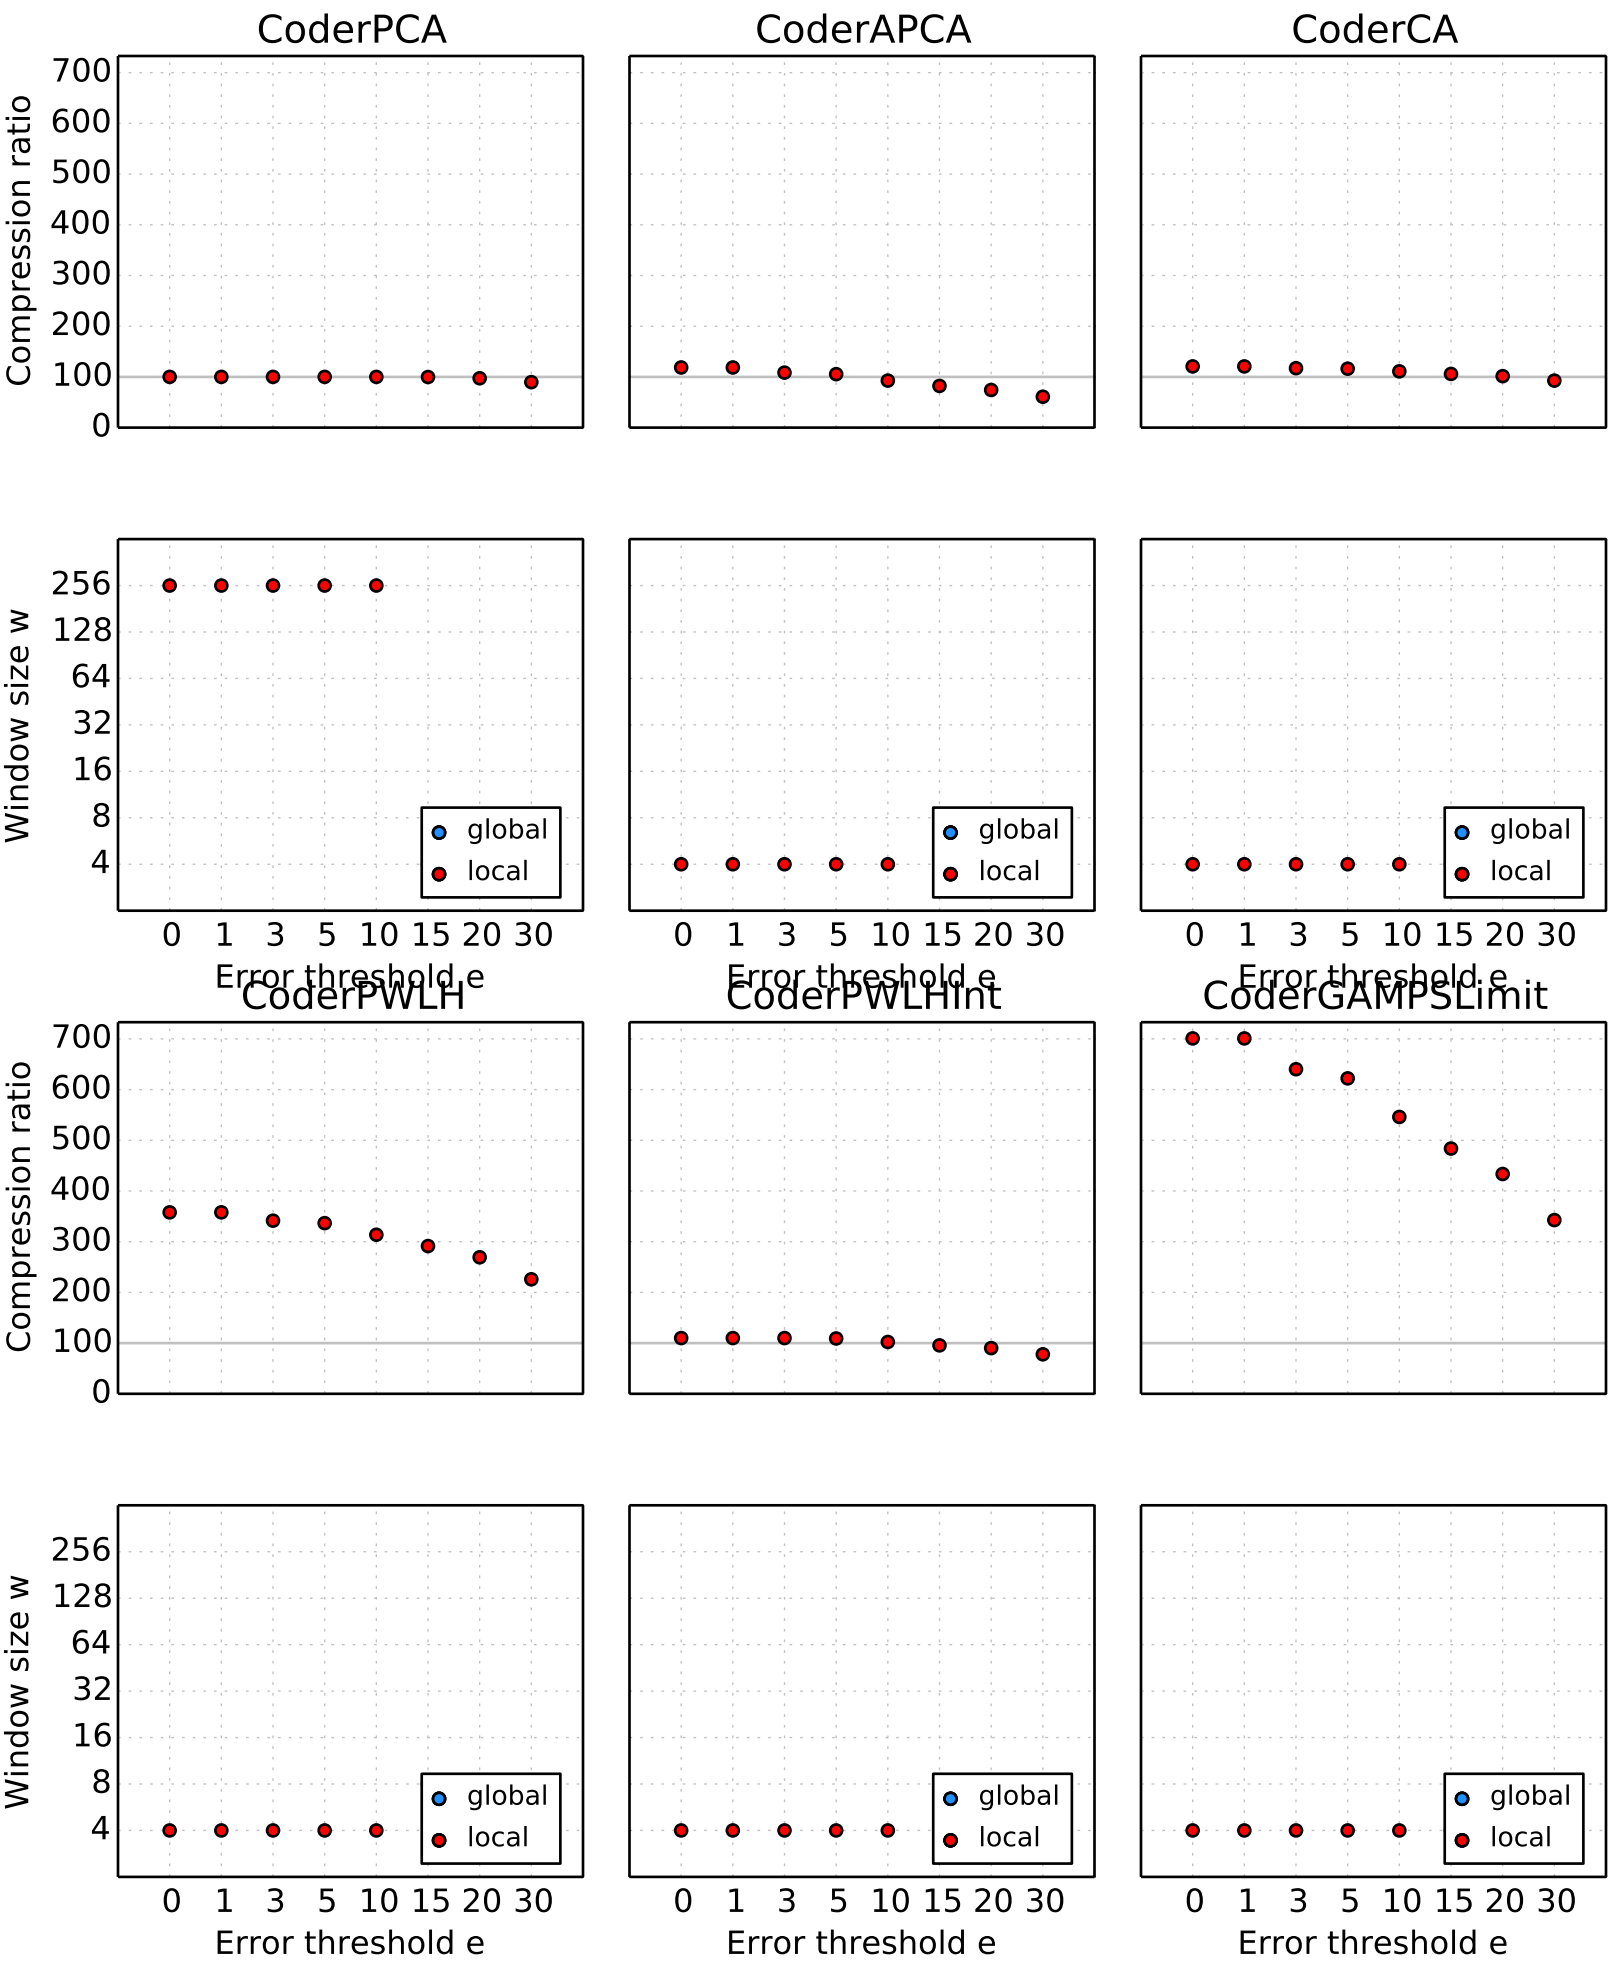 CoderPCA CoderAPCA CoderCA
Compression ratio
700
600
500
400
300
200
100
0
Window size w
256
128
64
32
16
8
4
global
local
global
local
global
local
0 1 3 5 10 15 20 30
0 1 3 5 10 15 20 30
0 1 3 5 10 15 20 30
Error threshold e
Error threshold e
Error threshold e
CoderPWLH CoderPWLHInt CoderGAMPSLimit
Compression ratio
700
600
500
400
300
200
100
0
Window size w
256
128
64
32
16
8
4
global
local
global
local
global
local
0 1 3 5 10 15 20 30
0 1 3 5 10 15 20 30
0 1 3 5 10 15 20 30
Error threshold e
Error threshold e
Error threshold e